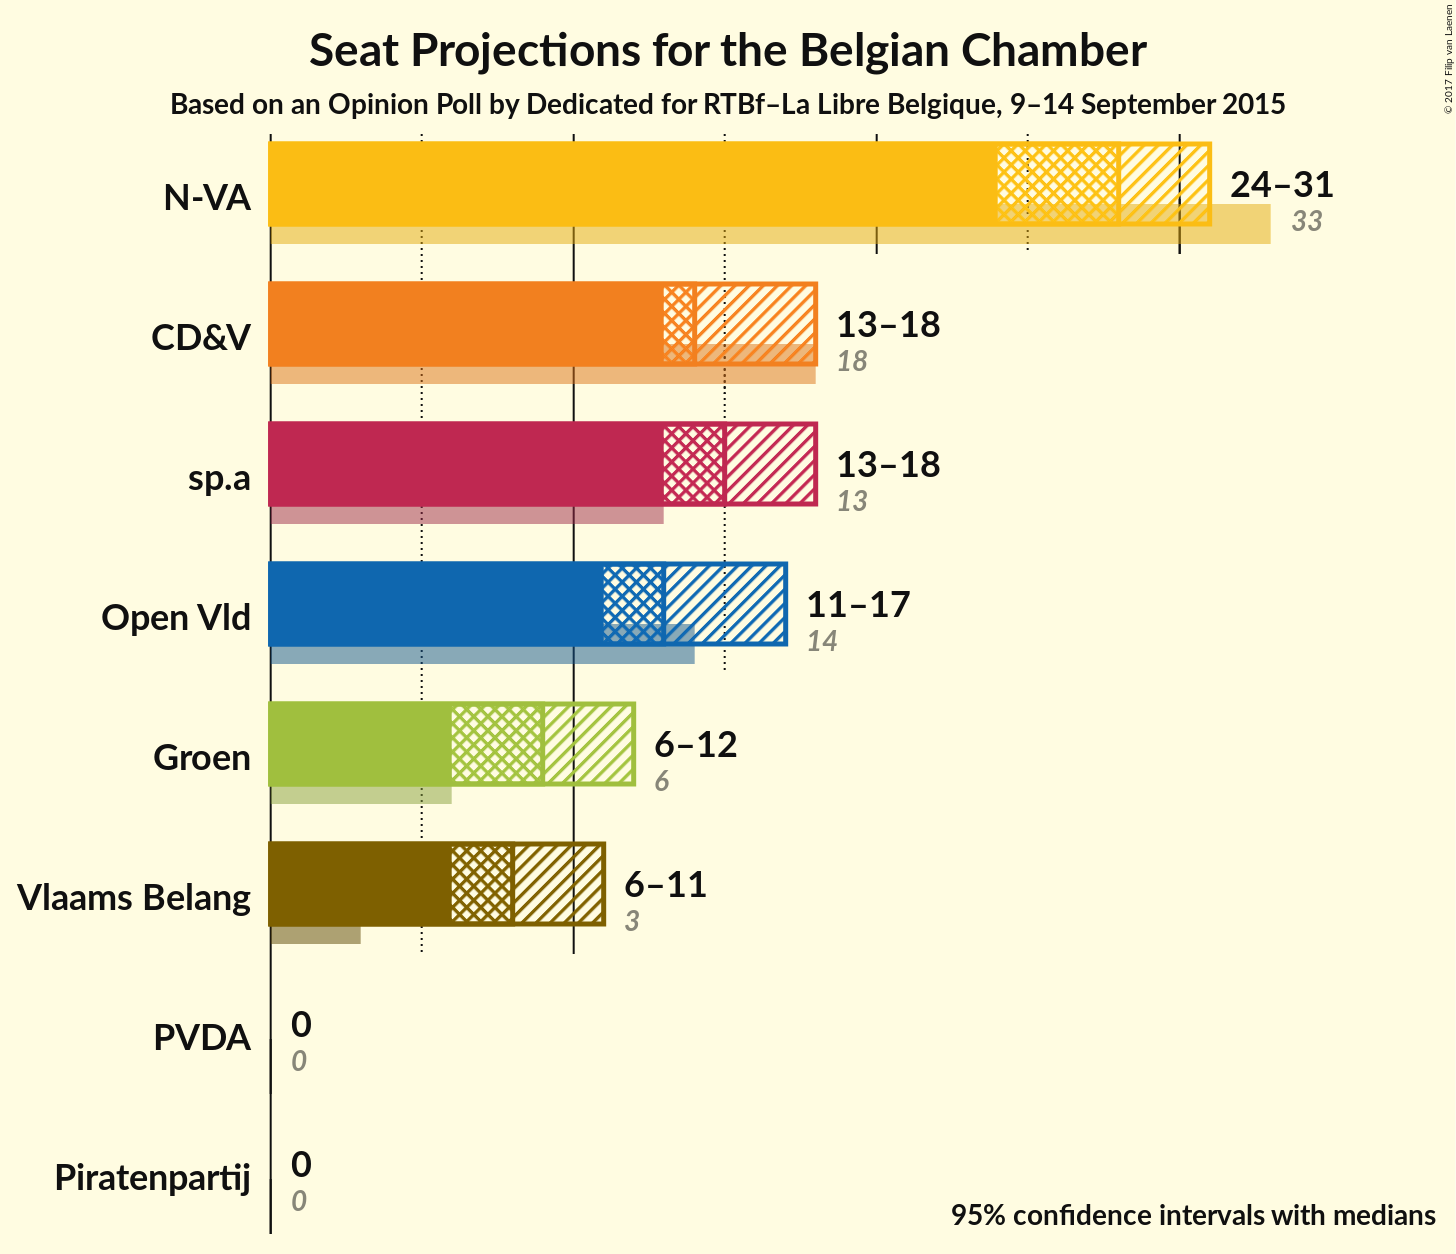 Seat Projections for the Belgian Chamber
Based on an Opinion Poll by Dedicated for RTBf–La Libre Belgique, 9–14 September 2015
© 2017 Filip van Laenen
N-VA
24–31
33
CD&V
13–18
18
sp.a
13–18
13
Open Vld
11–17
14
Groen
6–12
6
Vlaams Belang
6–11
3
PVDA
0
0
Piratenpartij
0
0
95% confidence intervals with medians